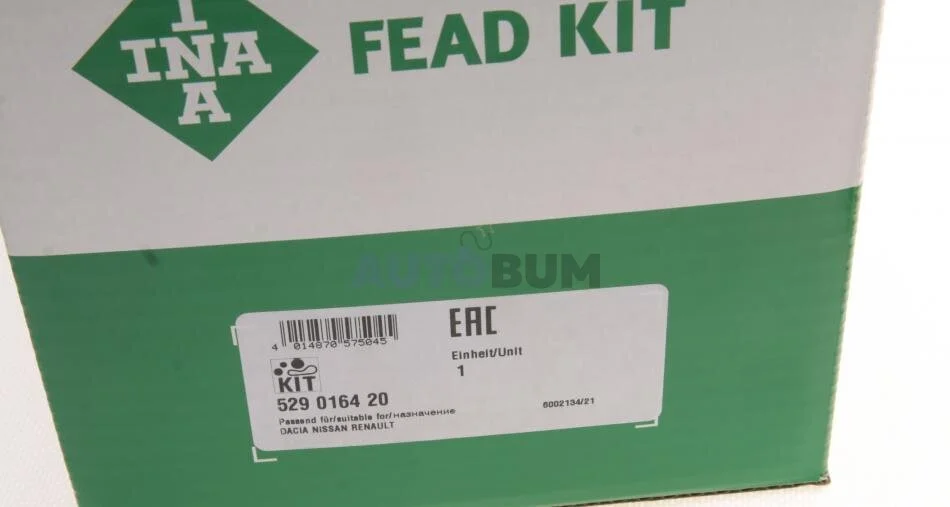 I
INA
A
FEAD KIT
AUTOBUM
4 014870 575045
EAC
Einheit/Unit
1
KIT
529 0164 20
Passend für/suitable for/назначение
DACIA NISSAN RENAULT
6002134/21